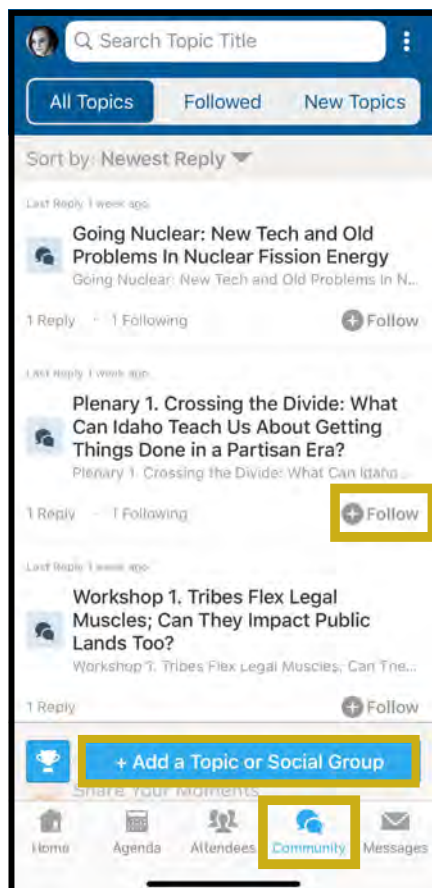 Search Topic Title
All Topics Followed New Topics
Sort by: Newest Reply
Last Reply 1 week ago
Going Nuclear: New Tech and Old
Problems In Nuclear Fission Energy
Going Nuclear: New Tech and Old Problems In N...
1 Reply · 1 Following Follow
Last Reply 1 week ago
Plenary 1. Crossing the Divide: What
Can Idaho Teach Us About Getting
Things Done in a Partisan Era?
Plenary 1. Crossing the Divide: What Can Idaho...
1 Reply · 1 Following Follow
Last Reply 1 week ago
Workshop 1. Tribes Flex Legal
Muscles; Can They Impact Public
Lands Too?
Workshop 1. Tribes Flex Legal Muscles; Can The...
1 Reply Follow
+ Add a Topic or Social Group
Share Your Moments
Home Agenda Attendees Community Messages